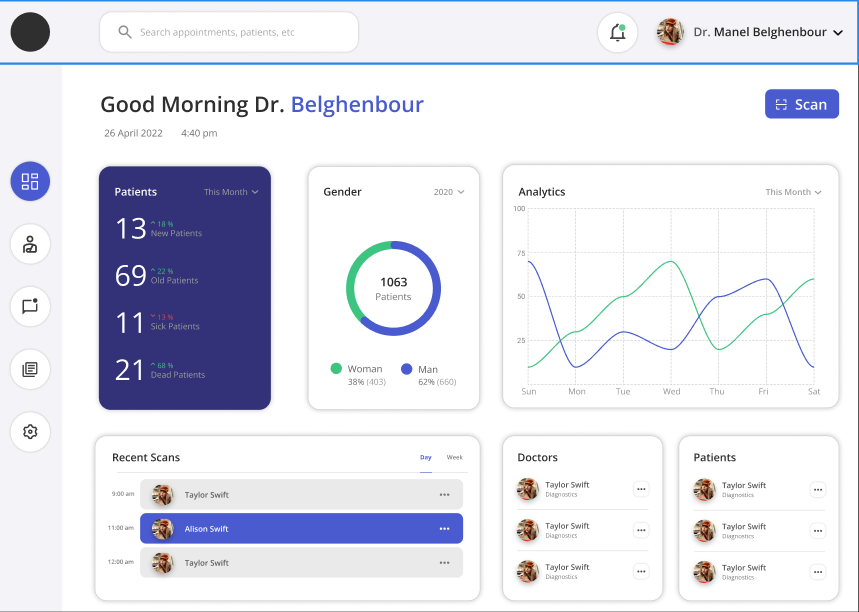 Search appointments, patients, etc
Dr. Manel Belghenbour
Good Morning Dr. Belghenbour
Scan
26 April 2022 4:40 pm
Patients This Month
13 18 %
New Patients
69 22 %
Old Patients
11 13 %
Sick Patients
21 68 %
Dead Patients
Gender 2020
1063
Patients
Woman Man
38% (403) 62% (660)
Analytics This Month
100
75
50
25
Sun Mon Tue Wed Thu Fri Sat
Recent Scans Day Week
9:00 am Taylor Swift
11:00 am Alison Swift
12:00 am Taylor Swift
Doctors
Taylor Swift
Diagnostics
Taylor Swift
Diagnostics
Taylor Swift
Diagnostics
Patients
Taylor Swift
Diagnostics
Taylor Swift
Diagnostics
Taylor Swift
Diagnostics